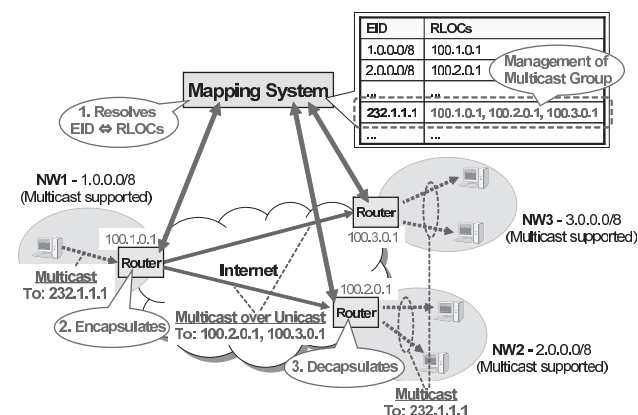 EID RLOCs
1.0.0.0/8 100.1.0.1
2.0.0.0/8 100.2.0.1
... ...
232.1.1.1 100.1.0.1, 100.2.0.1, 100.3.0.1
... ...
Management of
Multicast Group
Mapping System
1. Resolves
EID ⇔ RLOCs
NW1 - 1.0.0.0/8
(Multicast supported)
100.1.0.1
Router
Multicast
To: 232.1.1.1
2. Encapsulates
Internet
Multicast over Unicast
To: 100.2.0.1, 100.3.0.1
Router
100.3.0.1
NW3 - 3.0.0.0/8
(Multicast supported)
100.2.0.1
Router
3. Decapsulates
NW2 - 2.0.0.0/8
(Multicast supported)
Multicast
To: 232.1.1.1